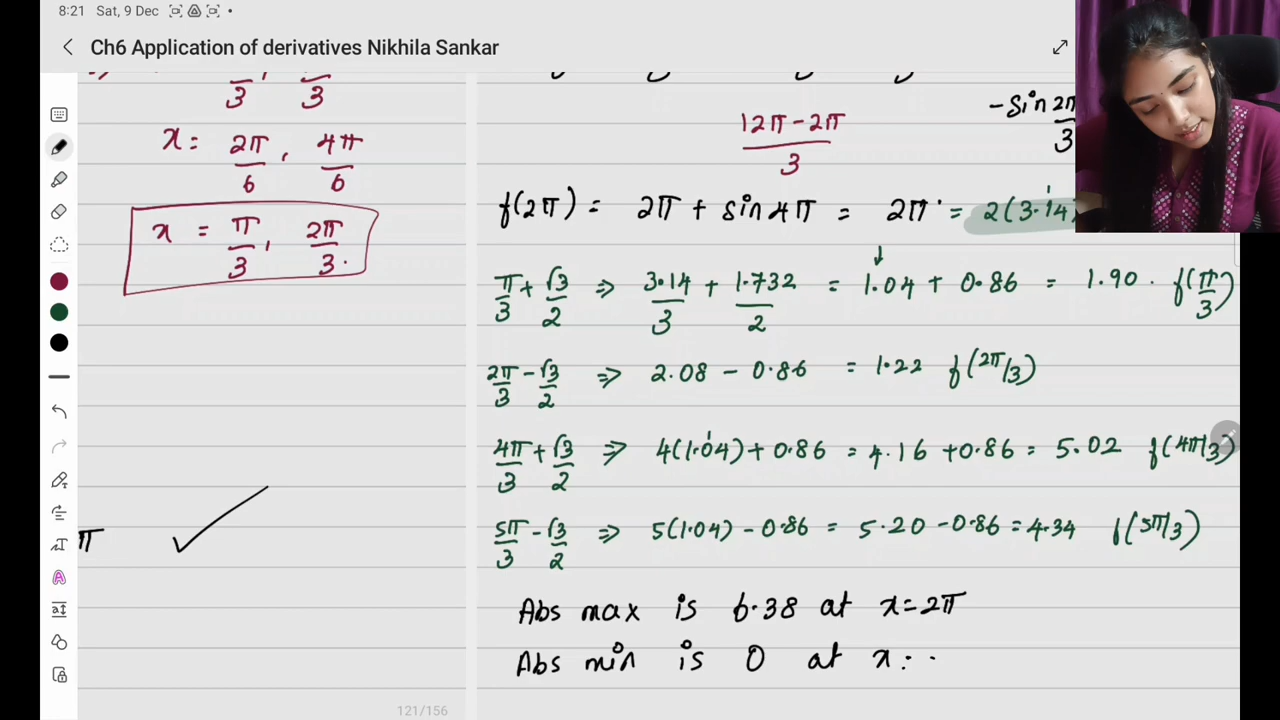 8:21 Sat, 9 Dec
Ch6 Application of derivatives Nikhila Sankar
3 , 3
x = 2π/6 , 4π/6
x = π/3 , 2π/3 .
π
12π - 2π / 3
- sin 2π / 3
f(2π) = 2π + sin 4π = 2π = 2(3.14)
π/3 + √3/2 ⇒ 3.14/3 + 1.732/2 = 1.04 + 0.86 = 1.90 . f(π/3)
2π/3 - √3/2 ⇒ 2.08 - 0.86 = 1.22 f(2π/3)
4π/3 + √3/2 ⇒ 4(1.04) + 0.86 = 4.16 + 0.86 = 5.02 f(4π/3)
5π/3 - √3/2 ⇒ 5(1.04) - 0.86 = 5.20 - 0.86 = 4.34 f(5π/3)
Abs max is 6.38 at x = 2π
Abs min is 0 at x :
121/156